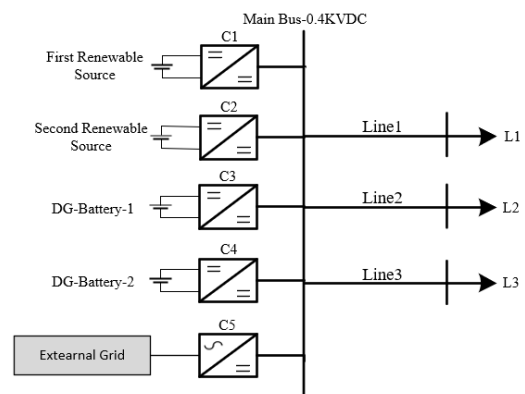 Main Bus-0.4KVDC
C1
First Renewable
Source
C2
Second Renewable
Source
Line1
L1
C3
DG-Battery-1
Line2
L2
C4
DG-Battery-2
Line3
L3
C5
Extearnal Grid